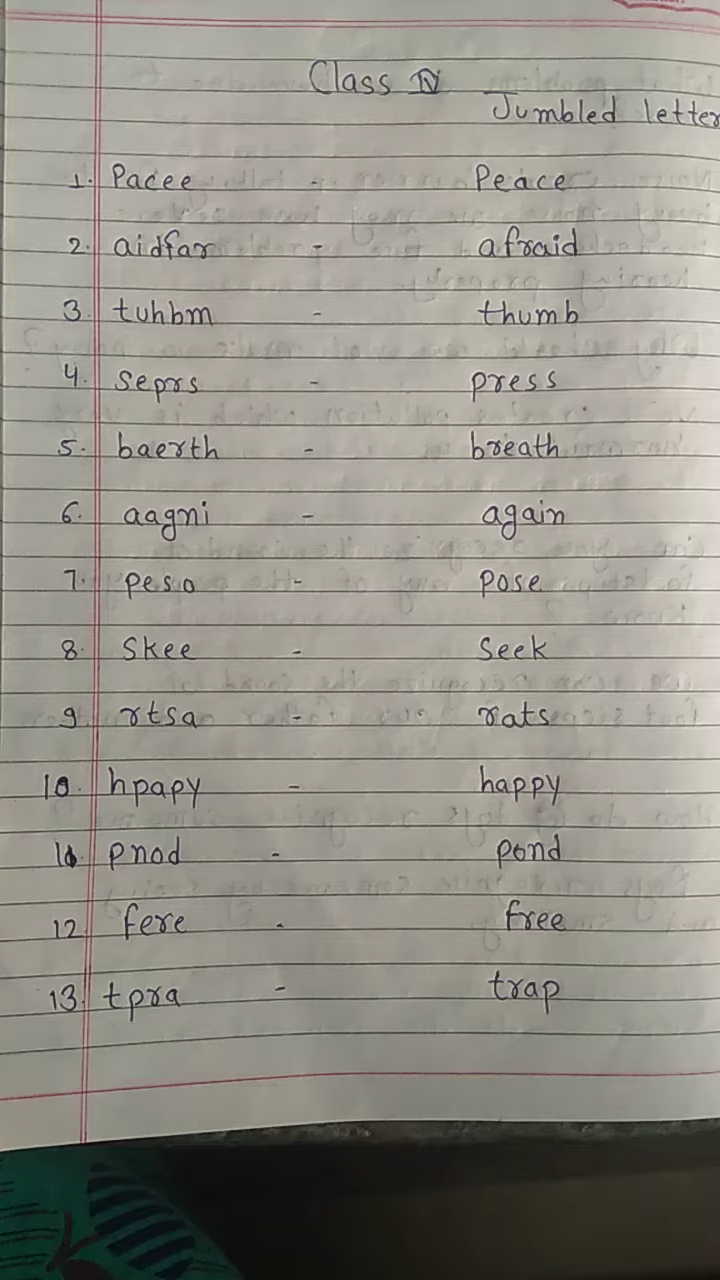 Class IV
Jumbled letter
1. Pacee - Peace
2. aidfar - afraid
3. tuhbm - thumb
4. seprs - press
5. baerth - breath
6. aagni - again
7. peso - pose
8. skee - seek
9 rtsa - rats
10. hpapy - happy
11. pnod - pond
12. fere - free
13. tpra - trap